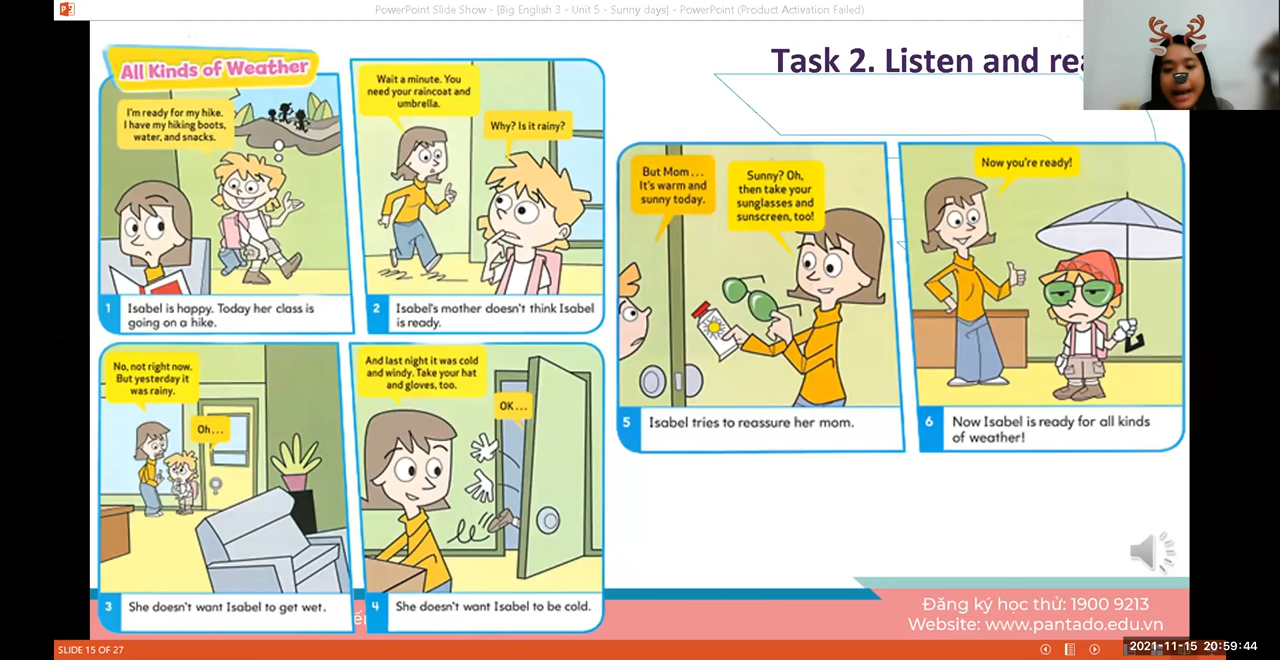 PowerPoint Slide Show - [Big English 3 - Unit 5 - Sunny days] - PowerPoint (Product Activation Failed)
Task 2. Listen and
All Kinds of Weather
I'm ready for my hike.
I have my hiking boots,
water, and snacks.
1 Isabel is happy. Today her class is
going on a hike.
Wait a minute. You
need your raincoat and
umbrella.
Why? Is it rainy?
2 Isabel's mother doesn't think Isabel
is ready.
No, not right now.
But yesterday it
was rainy.
Oh...
3 She doesn't want Isabel to get wet.
And last night it was cold
and windy. Take your hat
and gloves, too.
OK...
4 She doesn't want Isabel to be cold.
But Mom...
It's warm and
sunny today.
Sunny? Oh,
then take your
sunglasses and
sunscreen, too!
5 Isabel tries to reassure her mom.
Now you're ready!
6 Now Isabel is ready for all kinds
of weather!
Đăng ký học thử: 1900 9213
Website: www.pantado.edu.vn
SLIDE 15 OF 27
2021-11-15 20:59:44